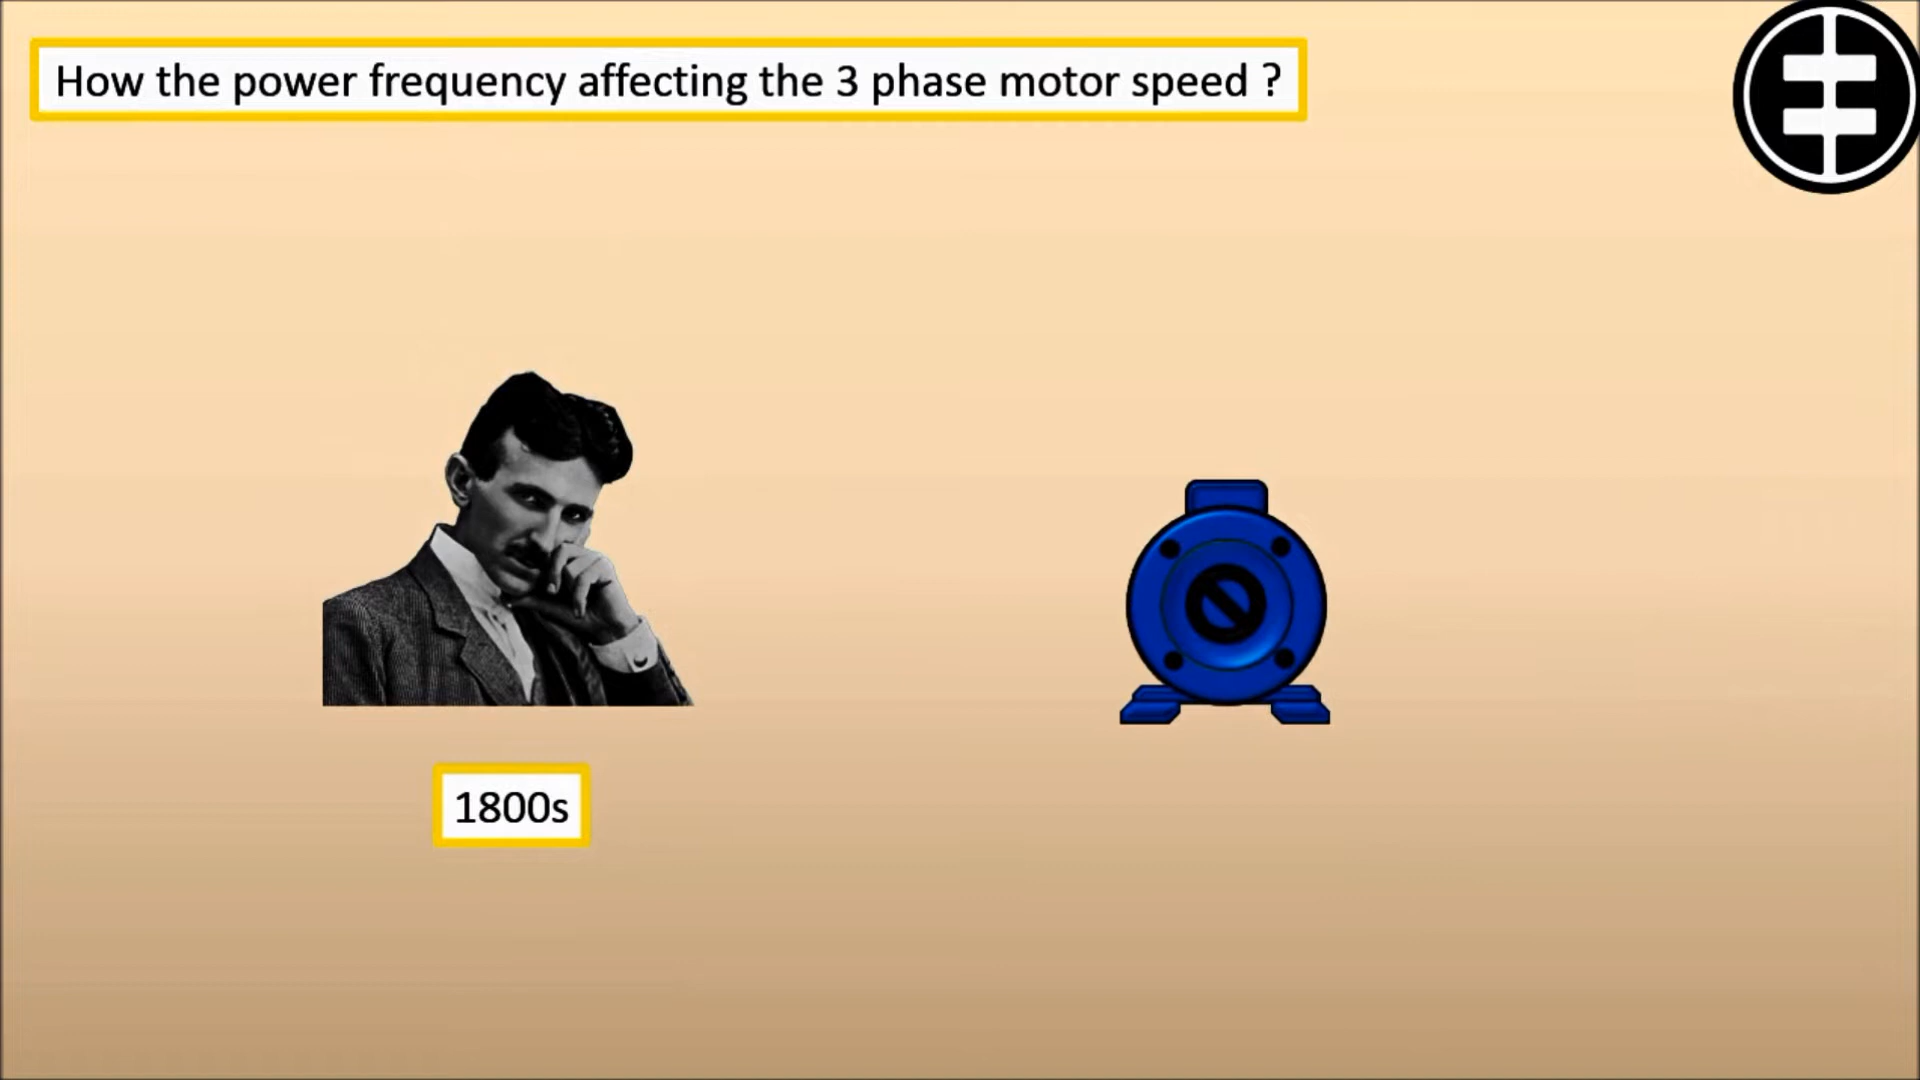 How the power frequency affecting the 3 phase motor speed ?
1800s